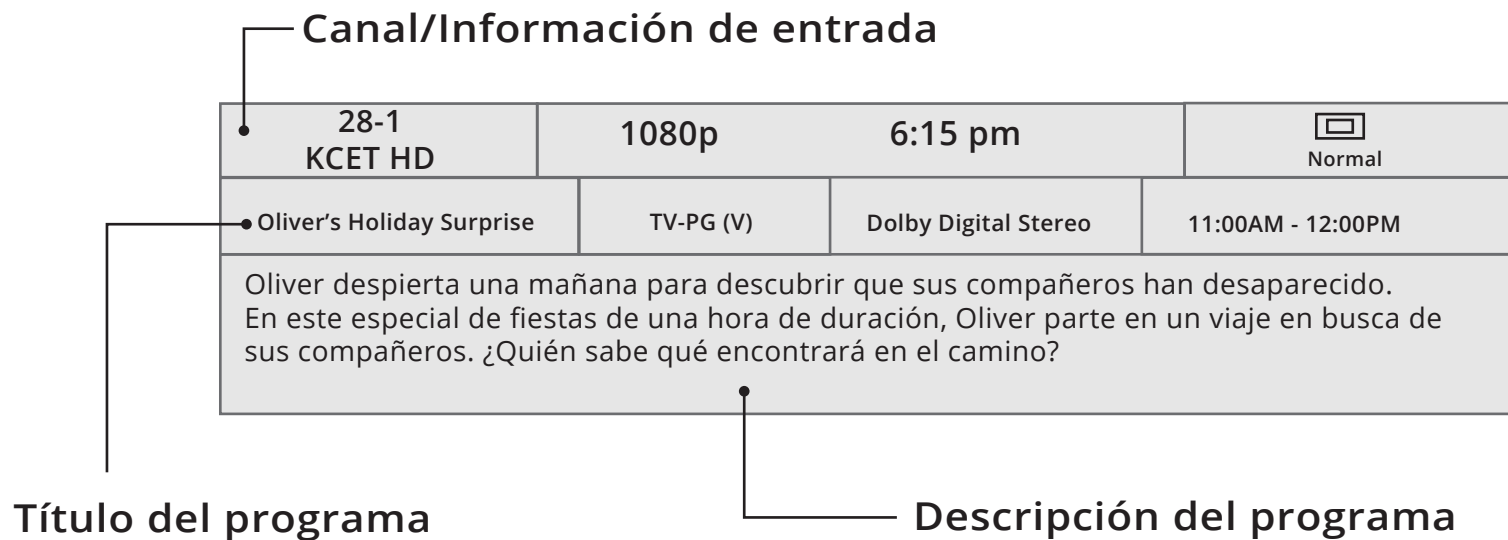 Canal/Información de entrada
28-1
KCET HD
1080p
6:15 pm
Normal
Oliver’s Holiday Surprise
TV-PG (V)
Dolby Digital Stereo
11:00AM - 12:00PM
Oliver despierta una mañana para descubrir que sus compañeros han desaparecido.
En este especial de fiestas de una hora de duración, Oliver parte en un viaje en busca de
sus compañeros. ¿Quién sabe qué encontrará en el camino?
Título del programa
Descripción del programa